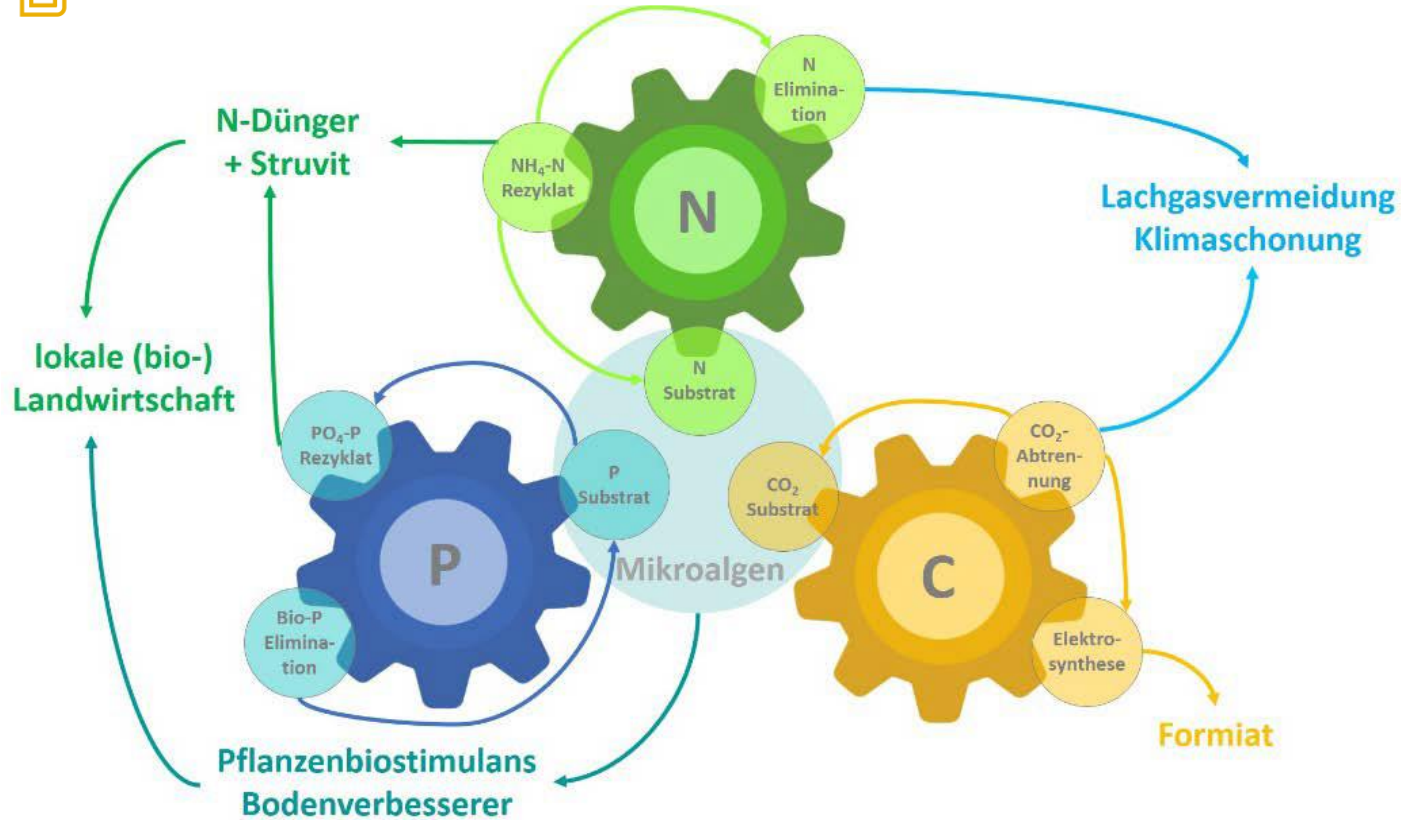 N
Elimina-
tion
N-Dünger
+ Struvit
NH₄-N
Rezyklat
N
Lachgasvermeidung
Klimaschonung
lokale (bio-)
Landwirtschaft
N
Substrat
PO₄-P
Rezyklat
P
Substrat
CO₂
Substrat
CO₂-
Abtren-
nung
P
Mikroalgen
C
Bio-P
Elimina-
tion
Elektro-
synthese
Formiat
Pflanzenbiostimulans
Bodenverbesserer